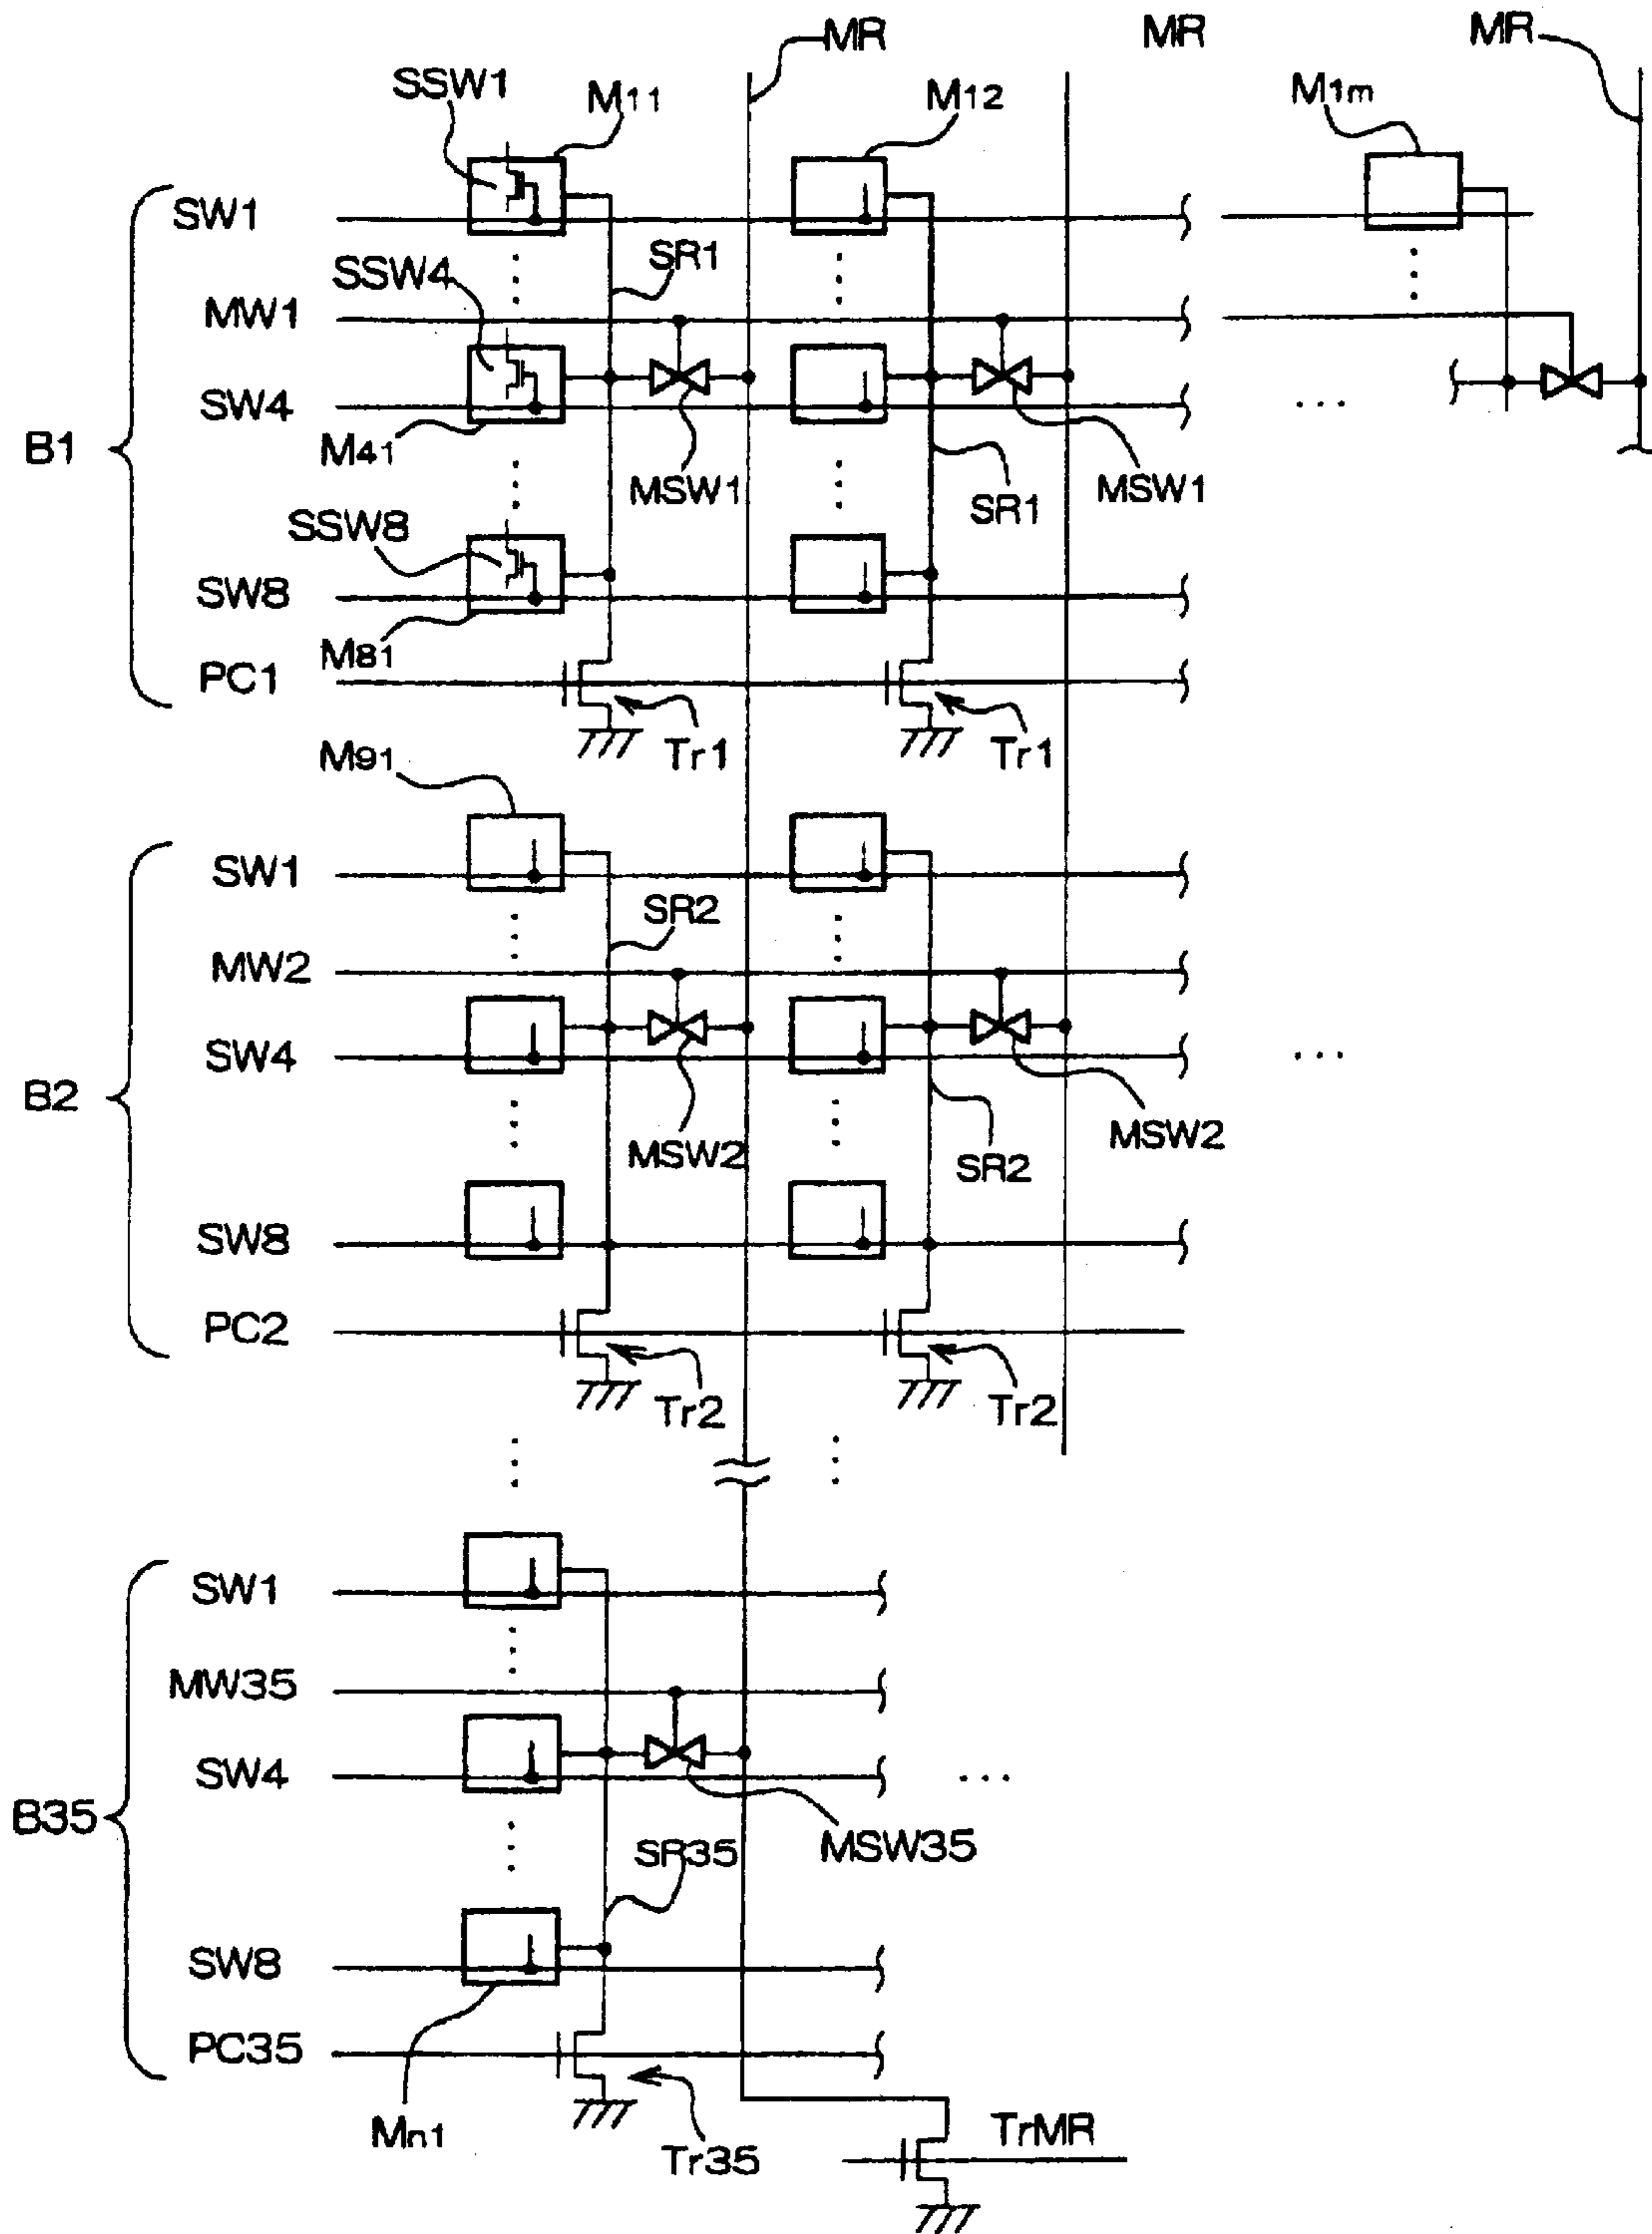 MR MR MR
SSW1 M11 M12 M1m
SW1
SR1
SSW4
MW1
SW4
B1
M41
MSW1 SR1 MSW1
SSW8
SW8
M81
PC1
Tr1 Tr1
M91
SW1
SR2
MW2
SW4
B2
MSW2 SR2 MSW2
SW8
PC2
Tr2 Tr2
SW1
MW35
SW4
B35
SR35 MSW35
SW8
PC35
Mn1 Tr35 TrMR